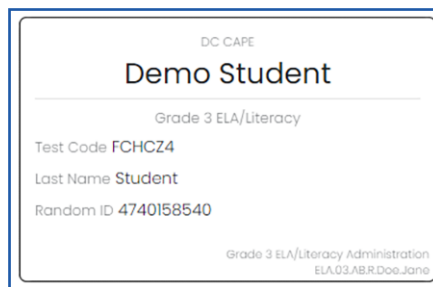 DC CAPE
Demo Student
Grade 3 ELA/Literacy
Test Code FCHCZ4
Last Name Student
Random ID 4740158540
Grade 3 ELA/Literacy Administration
ELA.03.AB.R.Doe.Jane